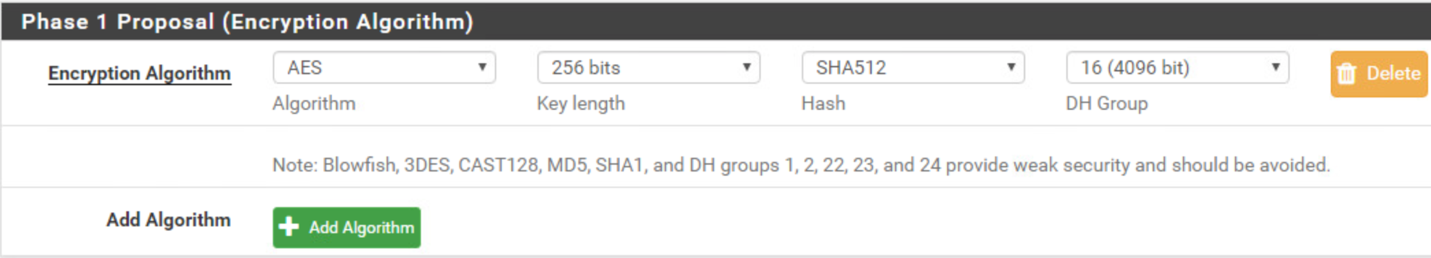 Phase 1 Proposal (Encryption Algorithm)
Encryption Algorithm AES 256 bits SHA512 16 (4096 bit) Delete
Algorithm Key length Hash DH Group
Note: Blowfish, 3DES, CAST128, MD5, SHA1, and DH groups 1, 2, 22, 23, and 24 provide weak security and should be avoided.
Add Algorithm Add Algorithm